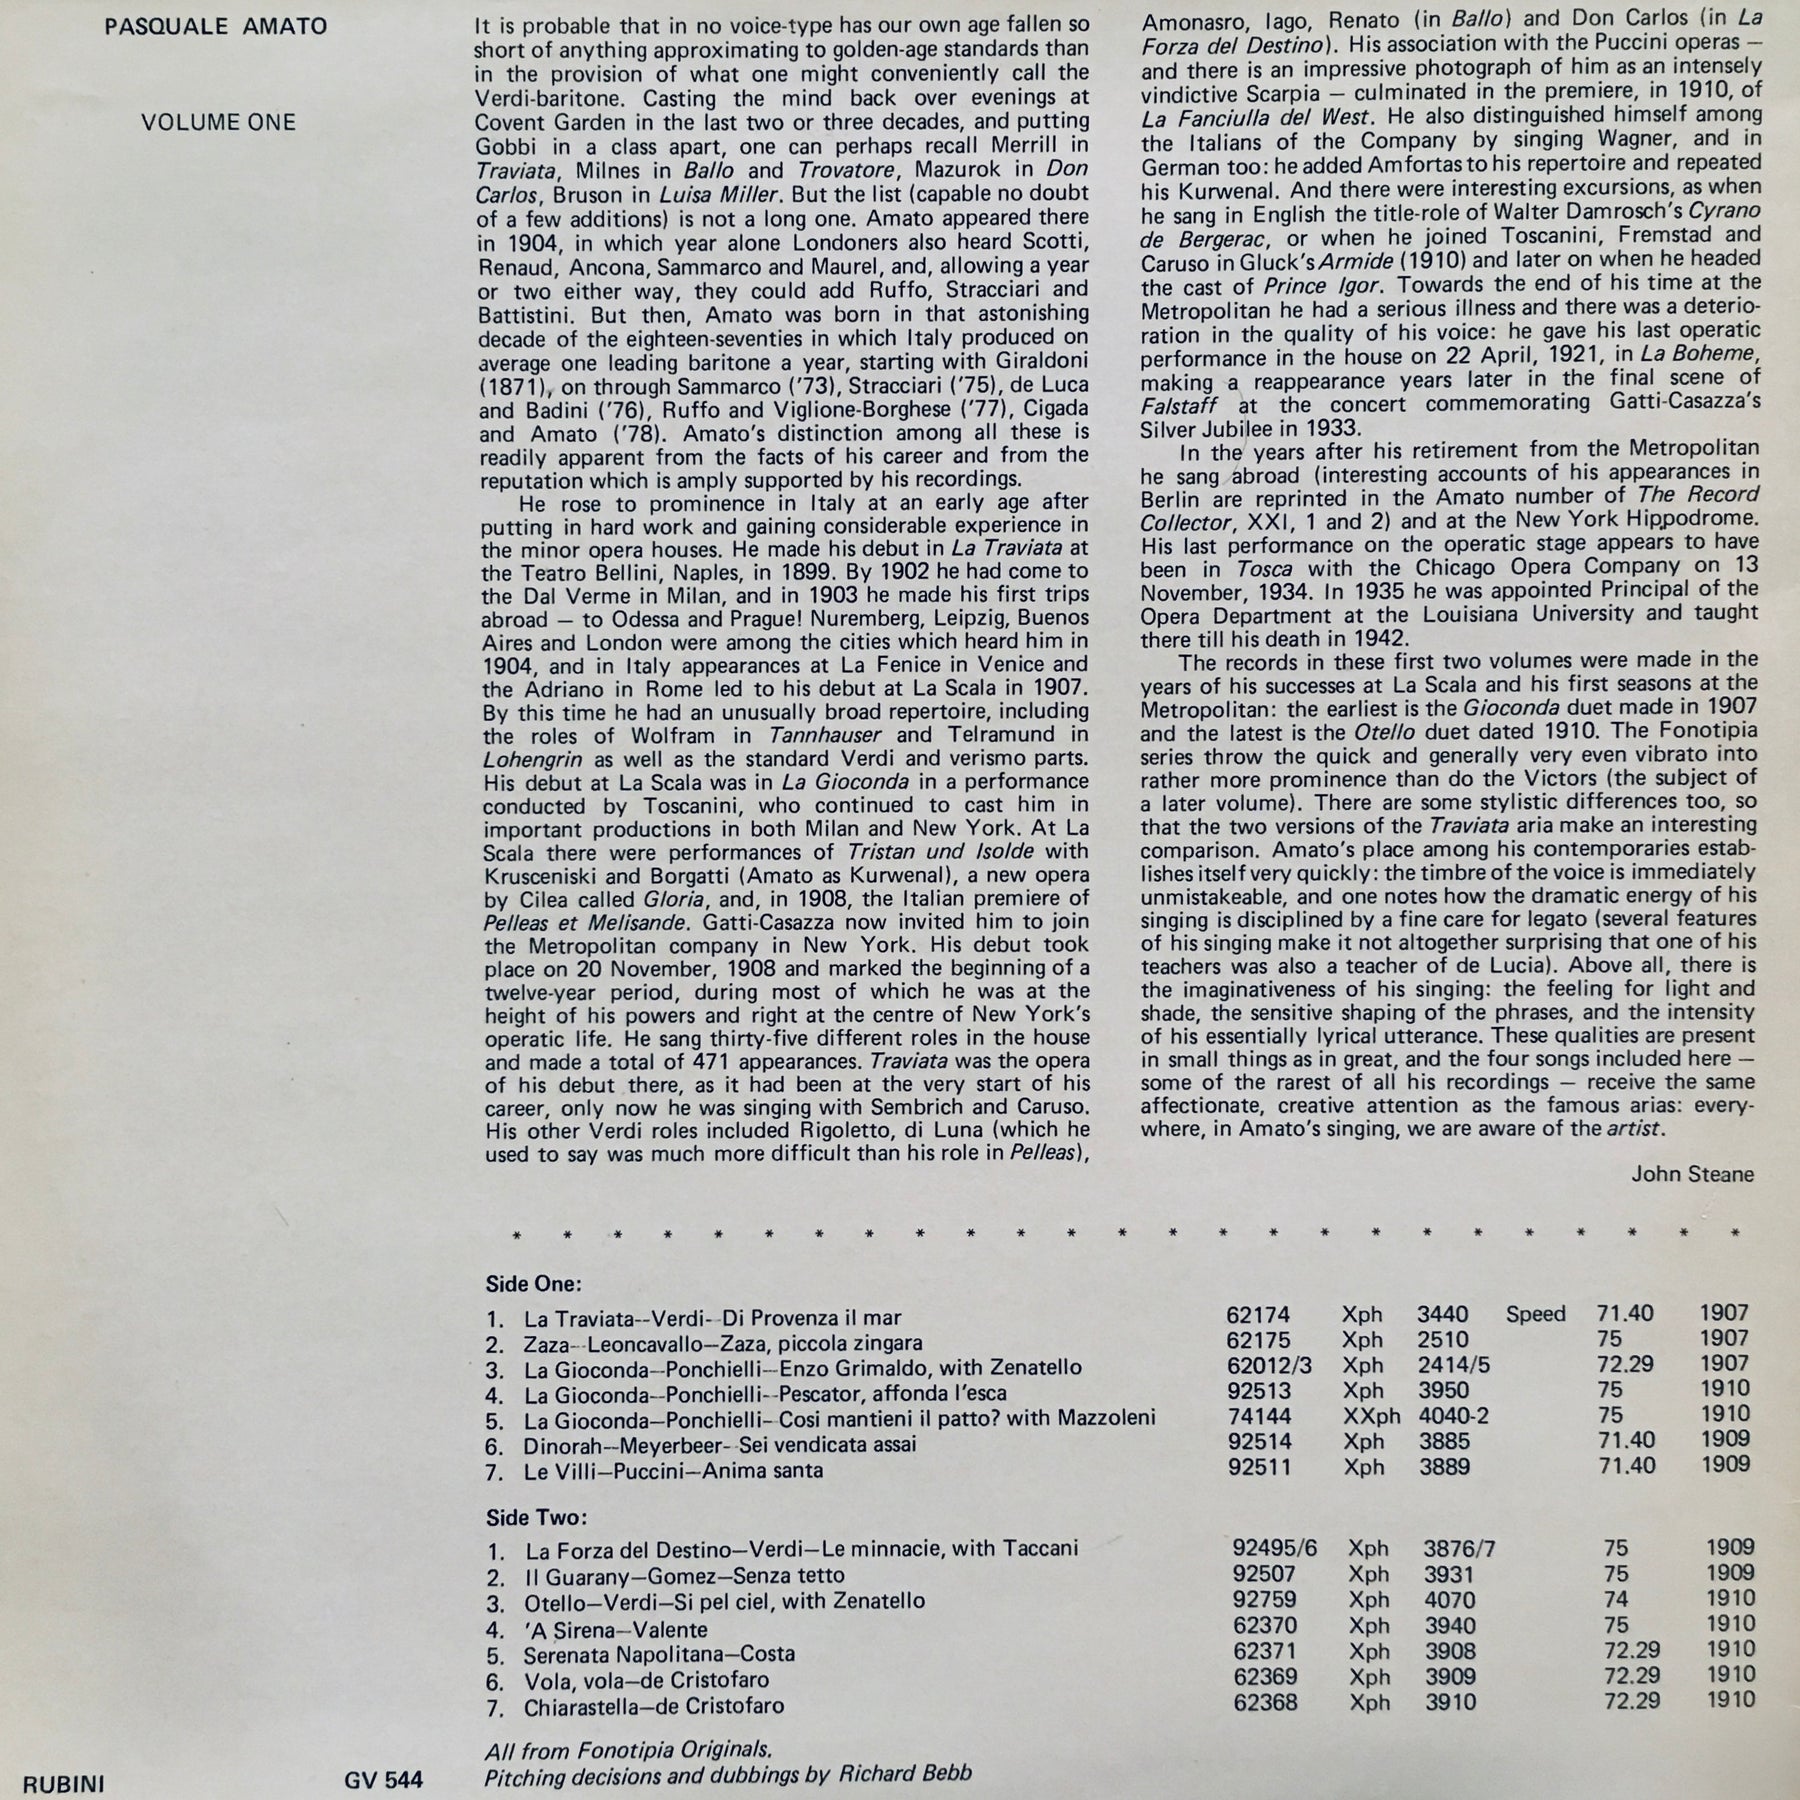 PASQUALE AMATO
VOLUME ONE
It is probable that in no voice-type has our own age fallen so
short of anything approximating to golden-age standards than
in the provision of what one might conveniently call the
Verdi-baritone. Casting the mind back over evenings at
Covent Garden in the last two or three decades, and putting
Gobbi in a class apart, one can perhaps recall Merrill in
Traviata, Milnes in Ballo and Trovatore, Mazurok in Don
Carlos, Bruson in Luisa Miller. But the list (capable no doubt
of a few additions) is not a long one. Amato appeared there
in 1904, in which year alone Londoners also heard Scotti,
Renaud, Ancona, Sammarco and Maurel, and, allowing a year
or two either way, they could add Ruffo, Stracciari and
Battistini. But then, Amato was born in that astonishing
decade of the eighteen-seventies in which Italy produced on
average one leading baritone a year, starting with Giraldoni
(1871), on through Sammarco ('73), Stracciari ('75), de Luca
and Badini ('76), Ruffo and Viglione-Borghese ('77), Cigada
and Amato ('78). Amato's distinction among all these is
readily apparent from the facts of his career and from the
reputation which is amply supported by his recordings.
He rose to prominence in Italy at an early age after
putting in hard work and gaining considerable experience in
the minor opera houses. He made his debut in La Traviata at
the Teatro Bellini, Naples, in 1899. By 1902 he had come to
the Dal Verme in Milan, and in 1903 he made his first trips
abroad — to Odessa and Prague! Nuremberg, Leipzig, Buenos
Aires and London were among the cities which heard him in
1904, and in Italy appearances at La Fenice in Venice and
the Adriano in Rome led to his debut at La Scala in 1907.
By this time he had an unusually broad repertoire, including
the roles of Wolfram in Tannhauser and Telramund in
Lohengrin as well as the standard Verdi and verismo parts.
His debut at La Scala was in La Gioconda in a performance
conducted by Toscanini, who continued to cast him in
important productions in both Milan and New York. At La
Scala there were performances of Tristan und Isolde with
Krusceniski and Borgatti (Amato as Kurwenal), a new opera
by Cilea called Gloria, and, in 1908, the Italian premiere of
Pelleas et Melisande. Gatti-Casazza now invited him to join
the Metropolitan company in New York. His debut took
place on 20 November, 1908 and marked the beginning of a
twelve-year period, during most of which he was at the
height of his powers and right at the centre of New York's
operatic life. He sang thirty-five different roles in the house
and made a total of 471 appearances. Traviata was the opera
of his debut there, as it had been at the very start of his
career, only now he was singing with Sembrich and Caruso.
His other Verdi roles included Rigoletto, di Luna (which he
used to say was much more difficult than his role in Pelleas),
Amonasro, Iago, Renato (in Ballo) and Don Carlos (in La
Forza del Destino). His association with the Puccini operas —
and there is an impressive photograph of him as an intensely
vindictive Scarpia — culminated in the premiere, in 1910, of
La Fanciulla del West. He also distinguished himself among
the Italians of the Company by singing Wagner, and in
German too: he added Amfortas to his repertoire and repeated
his Kurwenal. And there were interesting excursions, as when
he sang in English the title-role of Walter Damrosch's Cyrano
de Bergerac, or when he joined Toscanini, Fremstad and
Caruso in Gluck's Armide (1910) and later on when he headed
the cast of Prince Igor. Towards the end of his time at the
Metropolitan he had a serious illness and there was a deterio-
ration in the quality of his voice: he gave his last operatic
performance in the house on 22 April, 1921, in La Boheme,
making a reappearance years later in the final scene of
Falstaff at the concert commemorating Gatti-Casazza's
Silver Jubilee in 1933.
In the years after his retirement from the Metropolitan
he sang abroad (interesting accounts of his appearances in
Berlin are reprinted in the Amato number of The Record
Collector, XXI, 1 and 2) and at the New York Hippodrome.
His last performance on the operatic stage appears to have
been in Tosca with the Chicago Opera Company on 13
November, 1934. In 1935 he was appointed Principal of the
Opera Department at the Louisiana University and taught
there till his death in 1942.
The records in these first two volumes were made in the
years of his successes at La Scala and his first seasons at the
Metropolitan: the earliest is the Gioconda duet made in 1907
and the latest is the Otello duet dated 1910. The Fonotipia
series throw the quick and generally very even vibrato into
rather more prominence than do the Victors (the subject of
a later volume). There are some stylistic differences too, so
that the two versions of the Traviata aria make an interesting
comparison. Amato's place among his contemporaries estab-
lishes itself very quickly: the timbre of the voice is immediately
unmistakeable, and one notes how the dramatic energy of his
singing is disciplined by a fine care for legato (several features
of his singing make it not altogether surprising that one of his
teachers was also a teacher of de Lucia). Above all, there is
the imaginativeness of his singing: the feeling for light and
shade, the sensitive shaping of the phrases, and the intensity
of his essentially lyrical utterance. These qualities are present
in small things as in great, and the four songs included here —
some of the rarest of all his recordings — receive the same
affectionate, creative attention as the famous arias: every-
where, in Amato's singing, we are aware of the artist.
John Steane
* * * * * * * * * * * * * * * * * * * * * * * * *
Side One:
1. La Traviata--Verdi--Di Provenza il mar 62174 Xph 3440 Speed 71.40 1907
2. Zaza--Leoncavallo—Zaza, piccola zingara 62175 Xph 2510 75 1907
3. La Gioconda—Ponchielli—Enzo Grimaldo, with Zenatello 62012/3 Xph 2414/5 72.29 1907
4. La Gioconda--Ponchielli--Pescator, affonda l'esca 92513 Xph 3950 75 1910
5. La Gioconda—Ponchielli–Cosi mantieni il patto? with Mazzoleni 74144 XXph 4040-2 75 1910
6. Dinorah--Meyerbeer--Sei vendicata assai 92514 Xph 3885 71.40 1909
7. Le Villi—Puccini—Anima santa 92511 Xph 3889 71.40 1909
Side Two:
1. La Forza del Destino—Verdi—Le minnacie, with Taccani 92495/6 Xph 3876/7 75 1909
2. Il Guarany—Gomez—Senza tetto 92507 Xph 3931 75 1909
3. Otello—Verdi—Si pel ciel, with Zenatello 92759 Xph 4070 74 1910
4. 'A Sirena—Valente 62370 Xph 3940 75 1910
5. Serenata Napolitana—Costa 62371 Xph 3908 72.29 1910
6. Vola, vola—de Cristofaro 62369 Xph 3909 72.29 1910
7. Chiarastella—de Cristofaro 62368 Xph 3910 72.29 1910
All from Fonotipia Originals.
Pitching decisions and dubbings by Richard Bebb
RUBINI GV 544